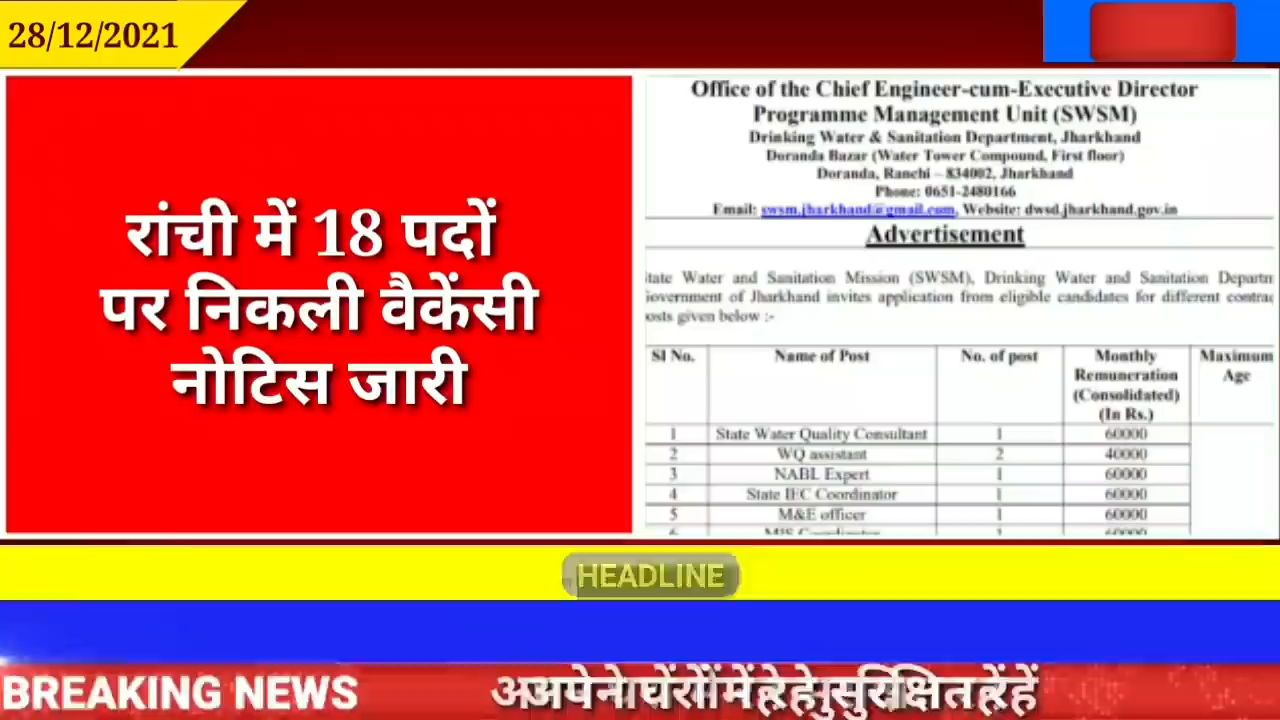 28/12/2021
रांची में 18 पदों
पर निकली वैकेंसी
नोटिस जारी
Office of the Chief Engineer-cum-Executive Director
Programme Management Unit (SWSM)
Drinking Water & Sanitation Department, Jharkhand
Doranda Bazar (Water Tower Compound, First floor)
Doranda, Ranchi – 834002, Jharkhand
Phone: 0651-2480166
Email: swsm.jharkhand@gmail.com, Website: dwsd.jharkhand.gov.in
Advertisement
tate Water and Sanitation Mission (SWSM), Drinking Water and Sanitation Departm
overnment of Jharkhand invites application from eligible candidates for different contrac
osts given below :-
Sl No. Name of Post No. of post Monthly Remuneration (Consolidated) (In Rs.) Maximum Age
1 State Water Quality Consultant 1 60000
2 WQ assistant 2 40000
3 NABL Expert 1 60000
4 State IEC Coordinator 1 60000
5 M&E officer 1 60000
HEADLINE
BREAKING NEWS